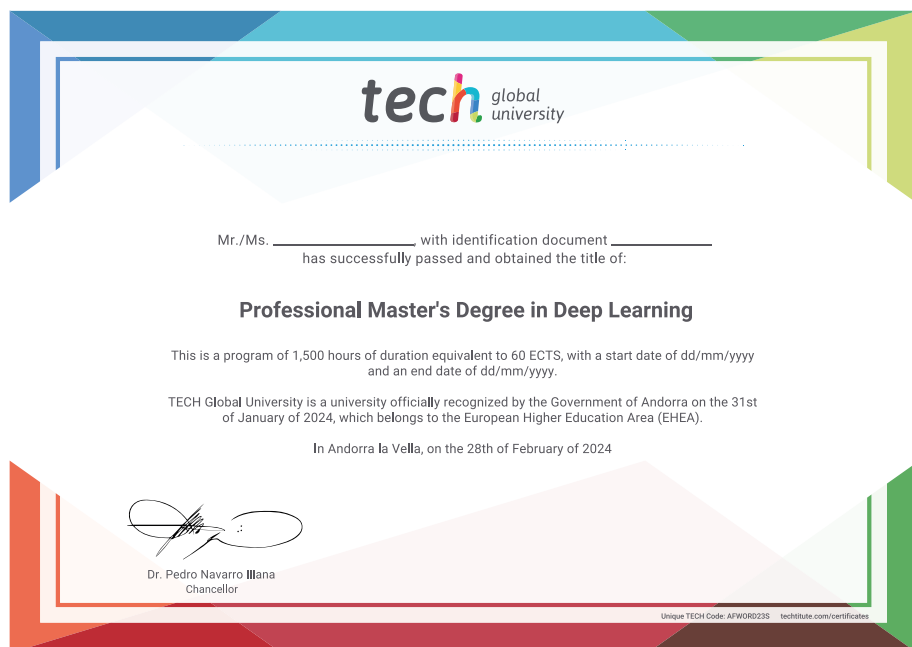 tech global university
Mr./Ms. ____________, with identification document ____________
has successfully passed and obtained the title of:
Professional Master's Degree in Deep Learning
This is a program of 1,500 hours of duration equivalent to 60 ECTS, with a start date of dd/mm/yyyy
and an end date of dd/mm/yyyy.
TECH Global University is a university officially recognized by the Government of Andorra on the 31st
of January of 2024, which belongs to the European Higher Education Area (EHEA).
In Andorra la Vella, on the 28th of February of 2024
Dr. Pedro Navarro Illana
Chancellor
Unique TECH Code: AFWORD23S techtitute.com/certificates